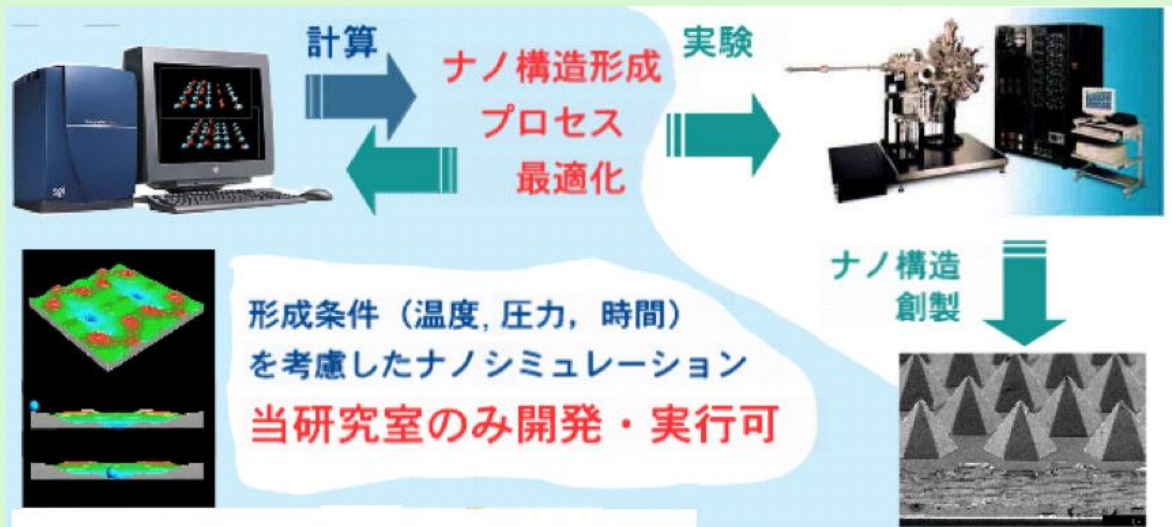 計算
ナノ構造形成
プロセス
最適化
実験
sgi
ナノ構造
創製
形成条件（温度, 圧力, 時間）
を考慮したナノシミュレーション
当研究室のみ開発・実行可